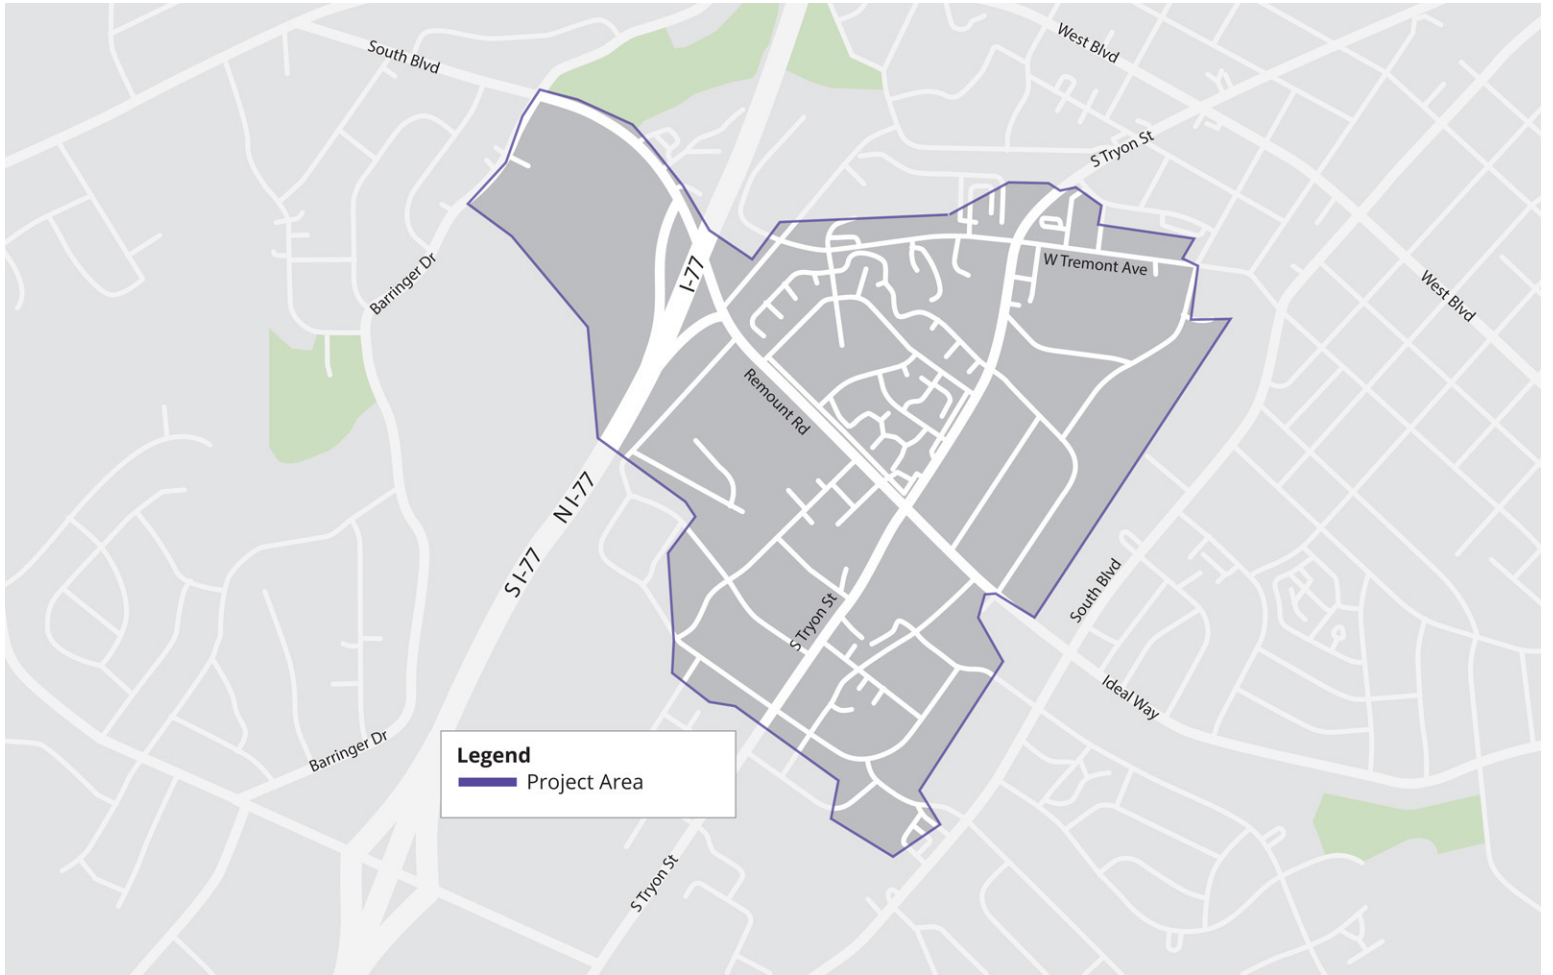 South Blvd
West Blvd
S Tryon St
Barringer Dr
I-77
W Tremont Ave
West Blvd
Remount Rd
N I-77
S I-77
South Blvd
S Tryon St
Ideal Way
Barringer Dr
Legend
Project Area
S Tryon St